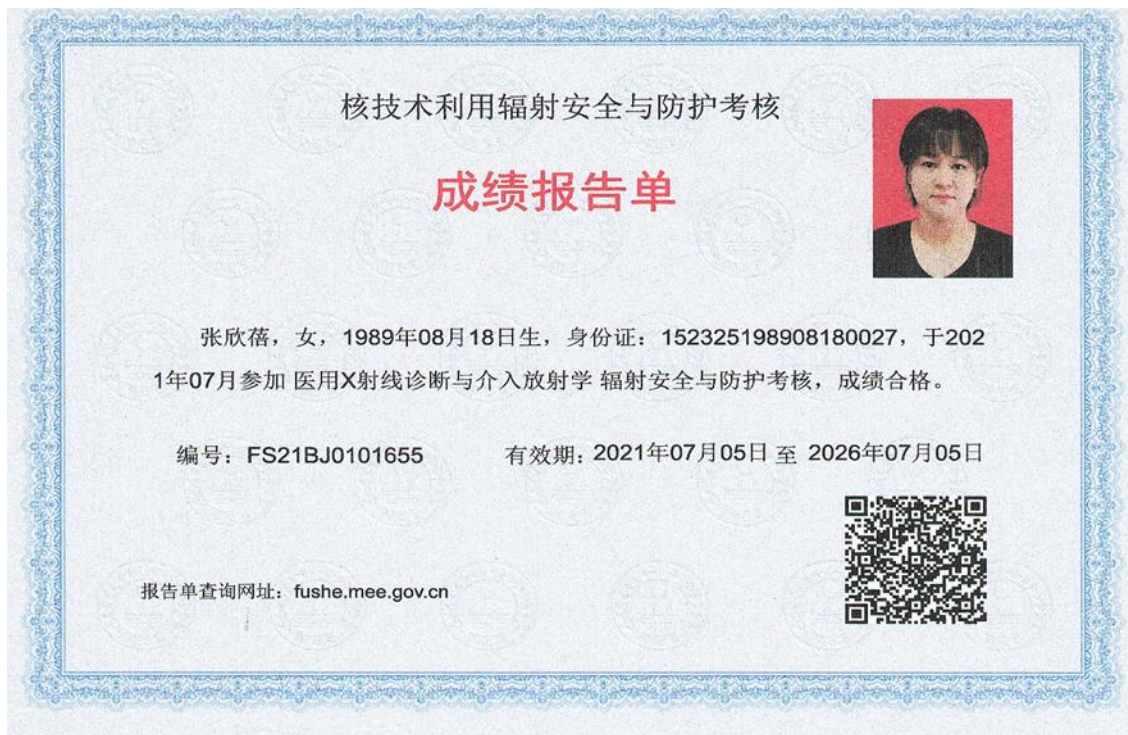 核技术利用辐射安全与防护考核
成绩报告单
张欣蓓，女，1989年08月18日生，身份证：152325198908180027，于202
1年07月参加 医用X射线诊断与介入放射学 辐射安全与防护考核，成绩合格。
编号：FS21BJ0101655 有效期：2021年07月05日 至 2026年07月05日
报告单查询网址：fushe.mee.gov.cn